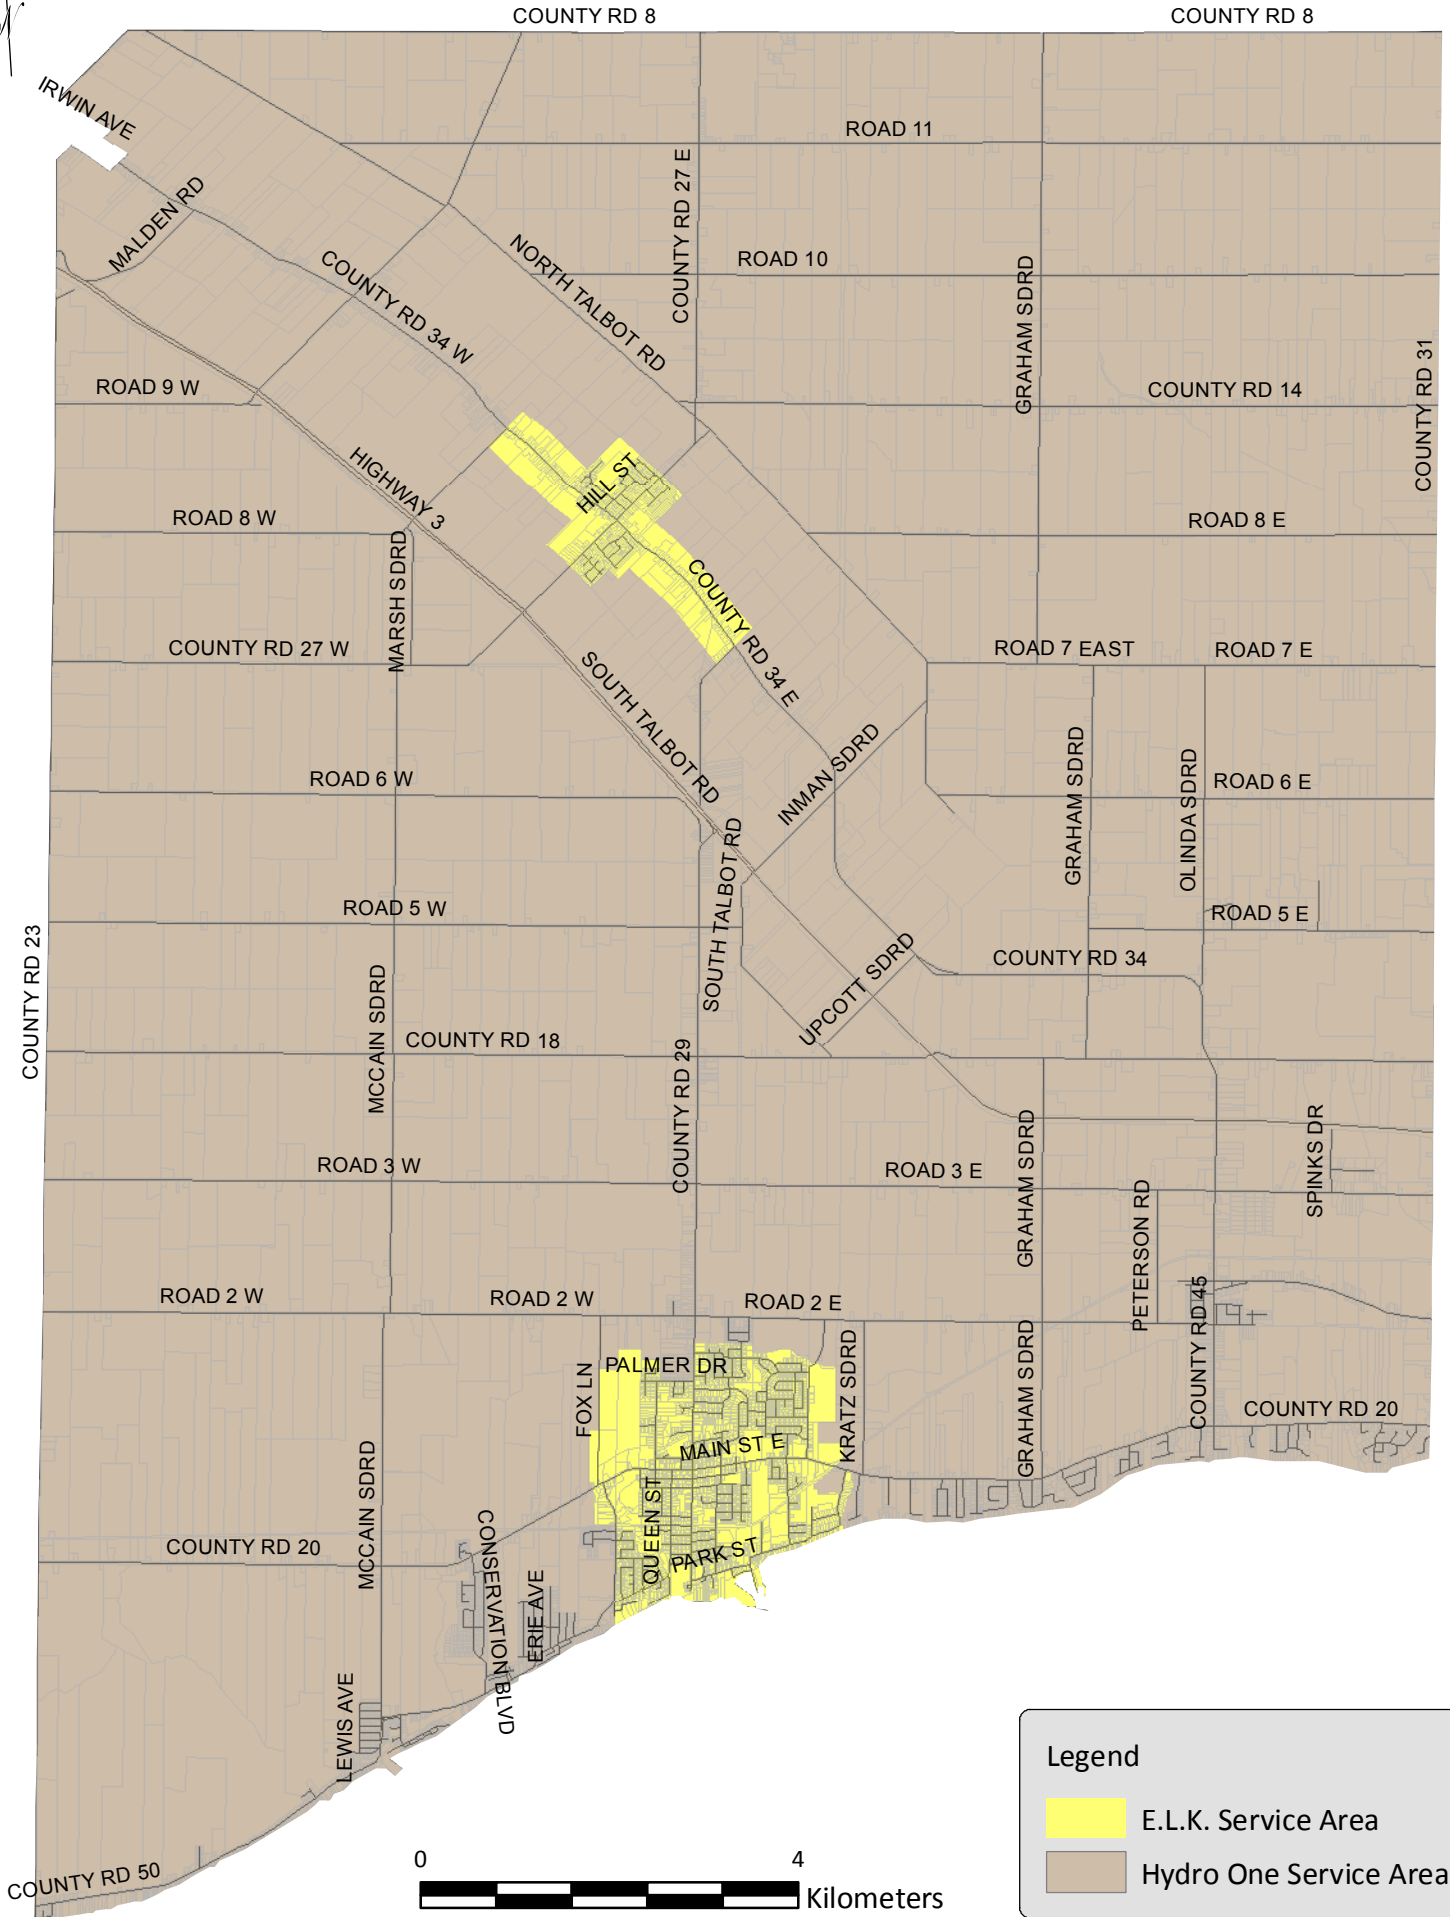 COUNTY RD 8
COUNTY RD 8
IRWIN AVE
ROAD 11
MALDEN RD
COUNTY RD 27 E
COUNTY RD 34 W
NORTH TALBOT RD
ROAD 10
GRAHAM SDRD
ROAD 9 W
COUNTY RD 14
COUNTY RD 31
HIGHWAY 3
HILL ST
ROAD 8 W
ROAD 8 E
MARSH SDRD
COUNTY RD 34 E
COUNTY RD 27 W
ROAD 7 EAST
ROAD 7 E
SOUTH TALBOT RD
INMAN SDRD
GRAHAM SDRD
OLINDA SDRD
ROAD 6 W
ROAD 6 E
SOUTH TALBOT RD
ROAD 5 W
ROAD 5 E
COUNTY RD 23
UPCOTT SDRD
COUNTY RD 34
MCCAIN SDRD
COUNTY RD 18
COUNTY RD 29
GRAHAM SDRD
SPINKS DR
ROAD 3 W
ROAD 3 E
PETERSON RD
ROAD 2 W
ROAD 2 W
ROAD 2 E
COUNTY RD 45
FOX LN
PALMER DR
KRATZ SDRD
GRAHAM SDRD
COUNTY RD 20
MAIN ST E
MCCAIN SDRD
QUEEN ST
CONSERVATION BLVD
COUNTY RD 20
PARK ST
ERIE AVE
LEWIS AVE
COUNTY RD 50
0
4
Kilometers
Legend
E.L.K. Service Area
Hydro One Service Area